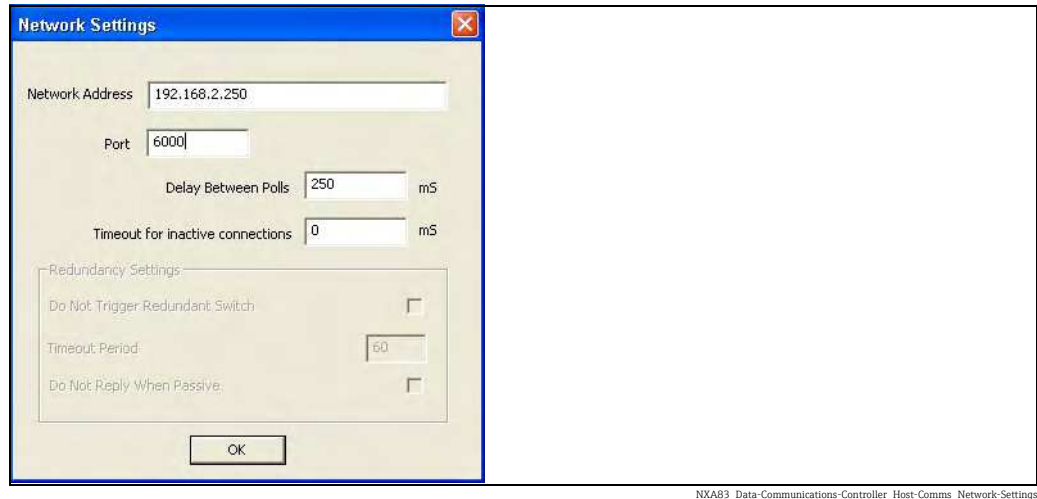 Network Settings
Network Address 192.168.2.250
Port 6000
Delay Between Polls 250 mS
Timeout for inactive connections 0 mS
Redundancy Settings
Do Not Trigger Redundant Switch
Timeout Period 60
Do Not Reply When Passive
OK
NXA83_Data-Communications-Controller_Host-Comms_Network-Settings